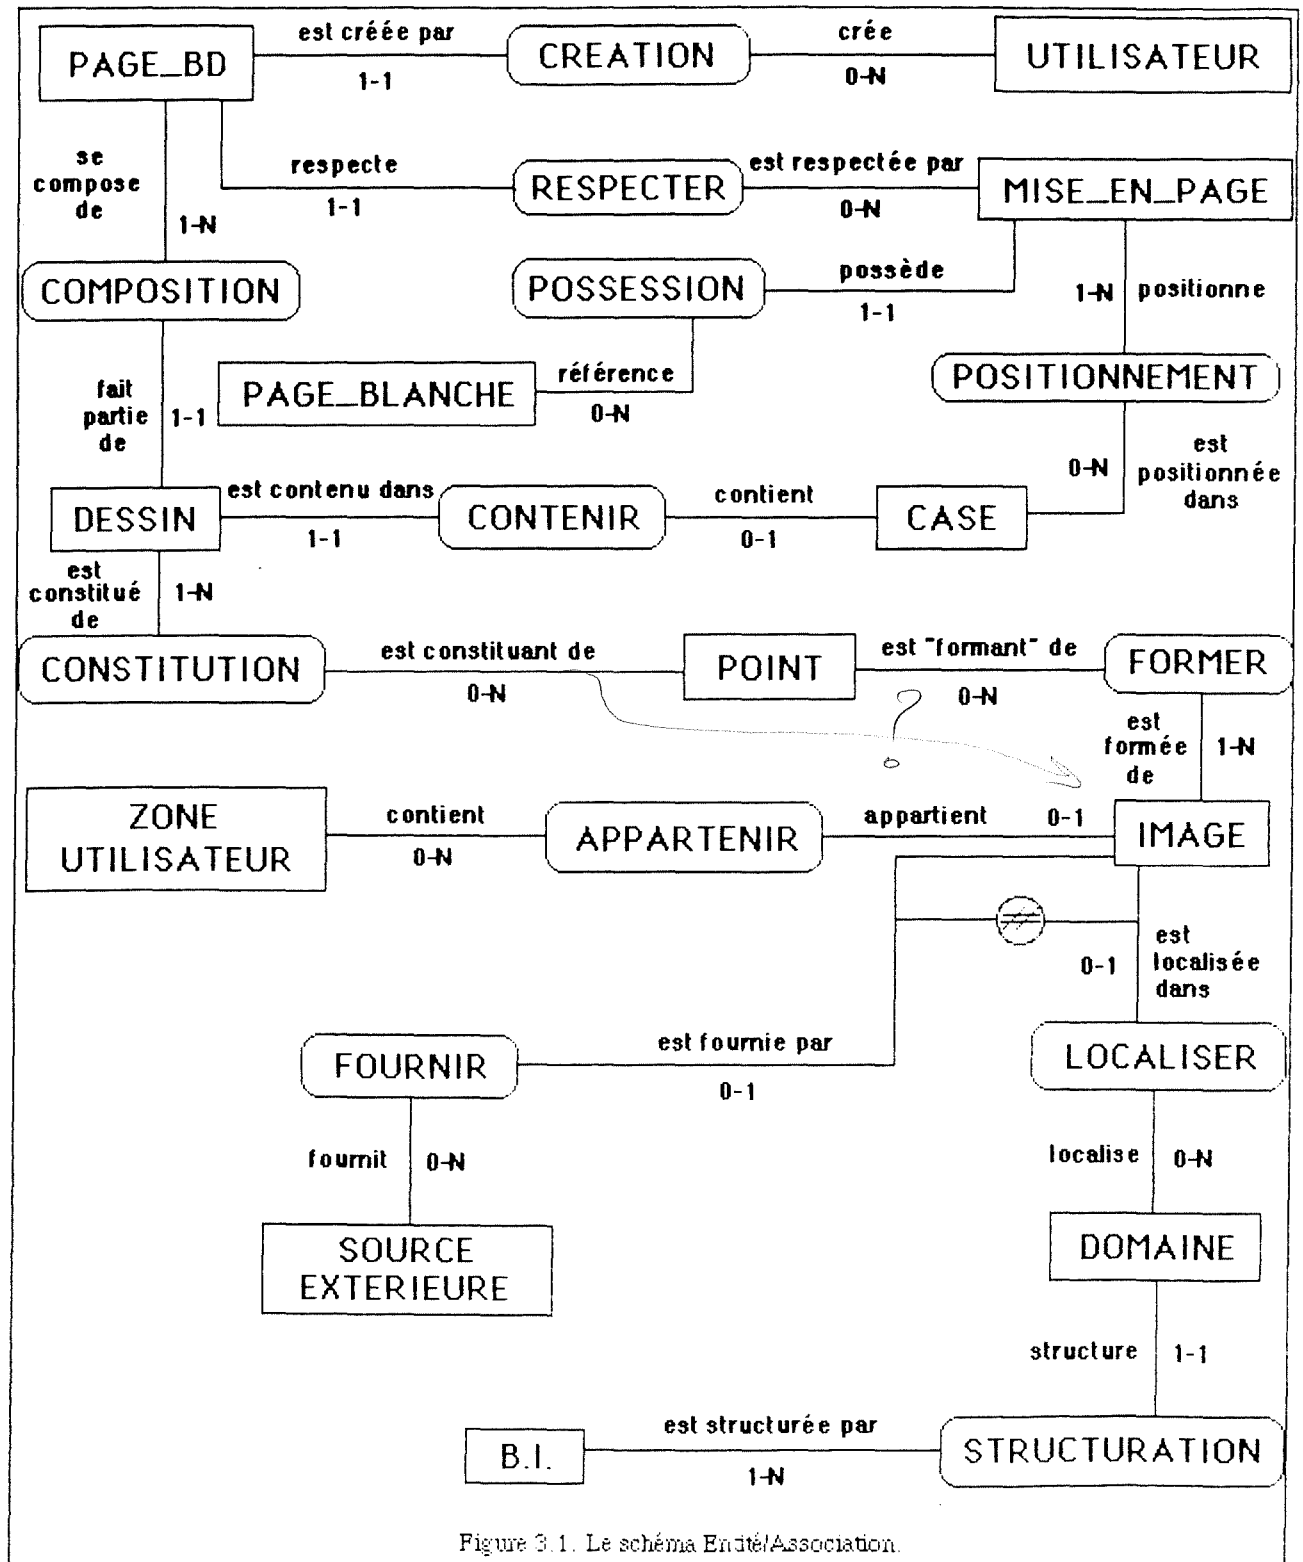 est créée par
crée
PAGE_BD
CREATION
UTILISATEUR
1-1
0-N
se
compose
de
respecte
est respectée par
RESPECTER
MISE_EN_PAGE
1-1
0-N
1-N
COMPOSITION
POSSESSION
possède
1-1
1-N
positionne
fait
partie
de
1-1
PAGE_BLANCHE
référence
0-N
POSITIONNEMENT
est
positionnée
dans
0-N
DESSIN
est contenu dans
1-1
CONTENIR
contient
0-1
CASE
est
constitué
de
1-N
CONSTITUTION
est constituant de
0-N
POINT
est "formant" de
0-N
FORMER
?
est
formée
de
1-N
ZONE
UTILISATEUR
contient
0-N
APPARTENIR
appartient
0-1
IMAGE
est
localisée
dans
0-1
FOURNIR
est fournie par
0-1
LOCALISER
fournit
0-N
localise
0-N
SOURCE
EXTERIEURE
DOMAINE
structure
1-1
B.I.
est structurée par
1-N
STRUCTURATION
Figure 3.1. Le schéma Entité/Association.